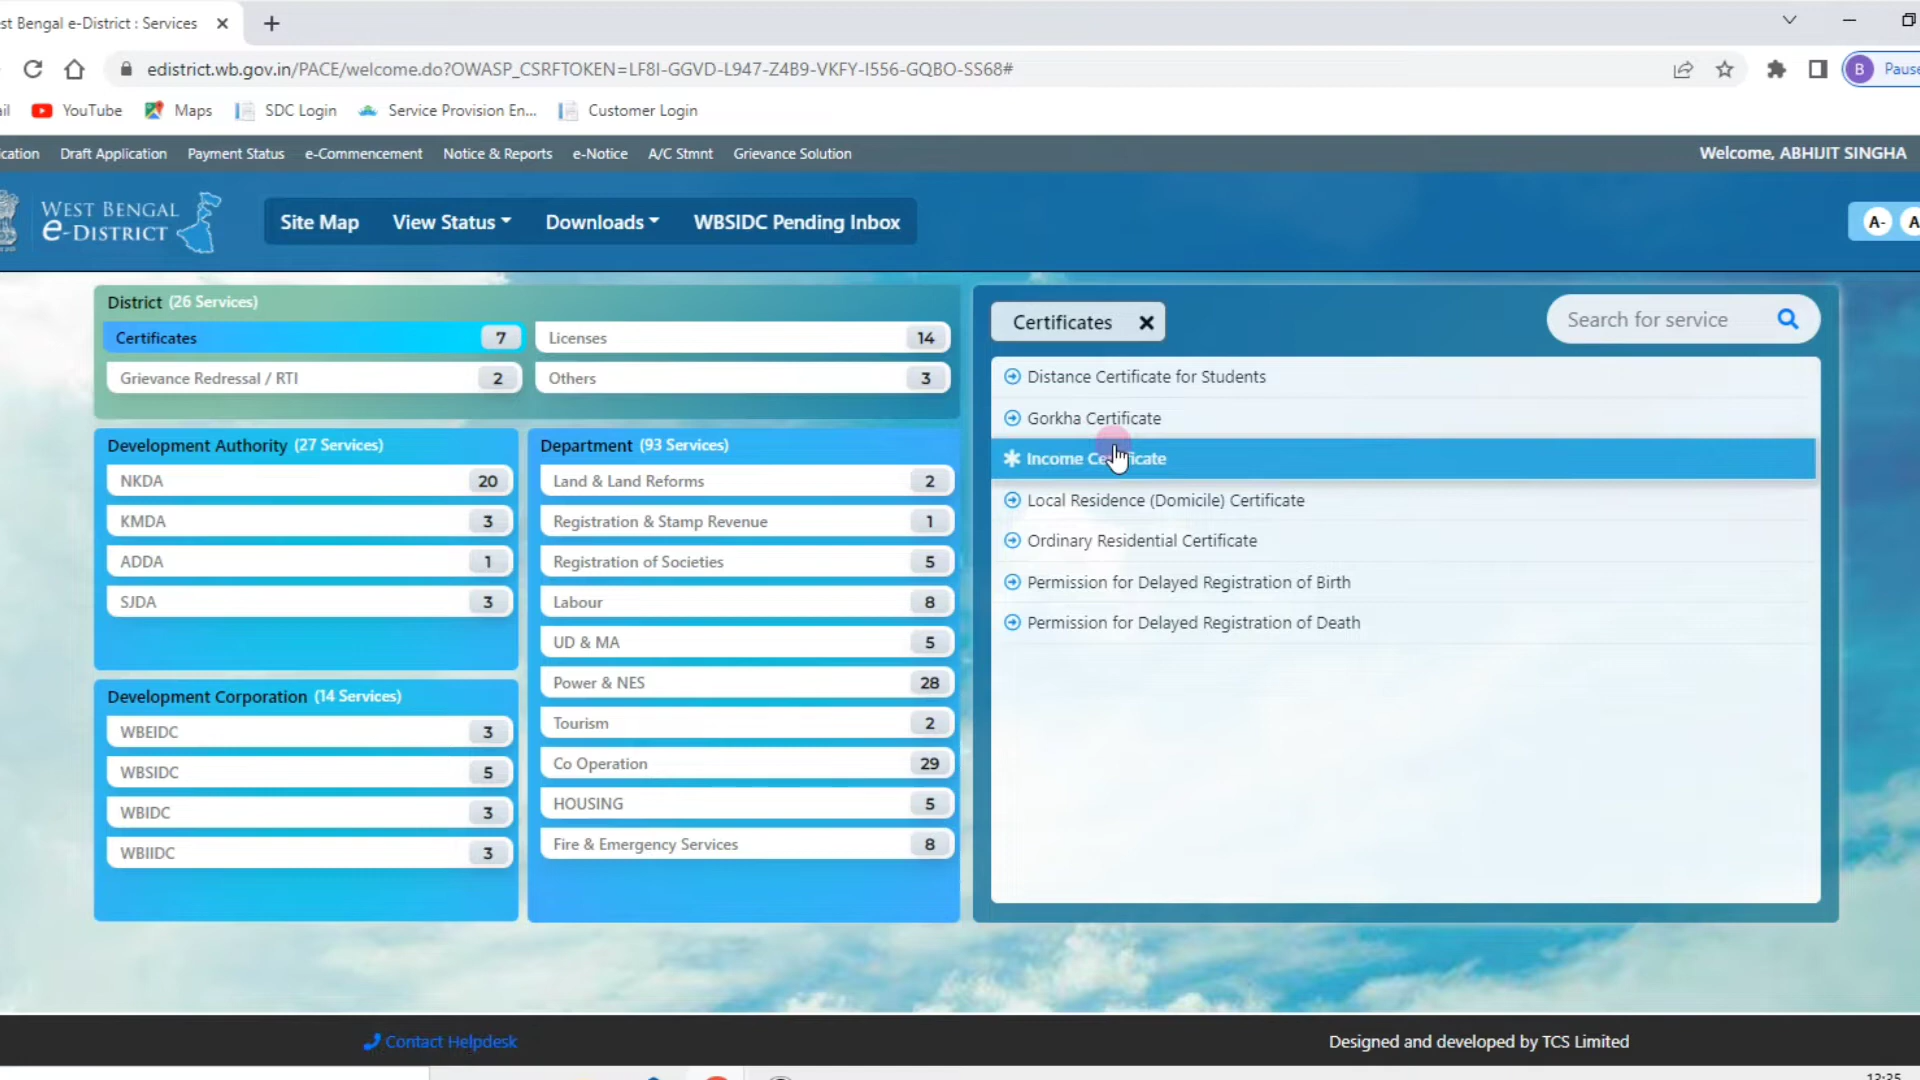 st Bengal e-District : Services
edistrict.wb.gov.in/PACE/welcome.do?OWASP_CSRFTOKEN=LF8I-GGVD-L947-Z4B9-VKFY-I556-GQBO-SS68#
B Pause
il YouTube Maps SDC Login Service Provision En... Customer Login
cation Draft Application Payment Status e-Commencement Notice & Reports e-Notice A/C Stmnt Grievance Solution Welcome, ABHIJIT SINGHA
WEST BENGAL
e-DISTRICT
Site Map View Status Downloads WBSIDC Pending Inbox
A- A
District (26 Services)
Certificates 7
Licenses 14
Grievance Redressal / RTI 2
Others 3
Development Authority (27 Services)
NKDA 20
KMDA 3
ADDA 1
SJDA 3
Development Corporation (14 Services)
WBEIDC 3
WBSIDC 5
WBIDC 3
WBIIDC 3
Department (93 Services)
Land & Land Reforms 2
Registration & Stamp Revenue 1
Registration of Societies 5
Labour 8
UD & MA 5
Power & NES 28
Tourism 2
Co Operation 29
HOUSING 5
Fire & Emergency Services 8
Certificates
Search for service
Distance Certificate for Students
Gorkha Certificate
Income Certificate
Local Residence (Domicile) Certificate
Ordinary Residential Certificate
Permission for Delayed Registration of Birth
Permission for Delayed Registration of Death
Contact Helpdesk
Designed and developed by TCS Limited
12:25